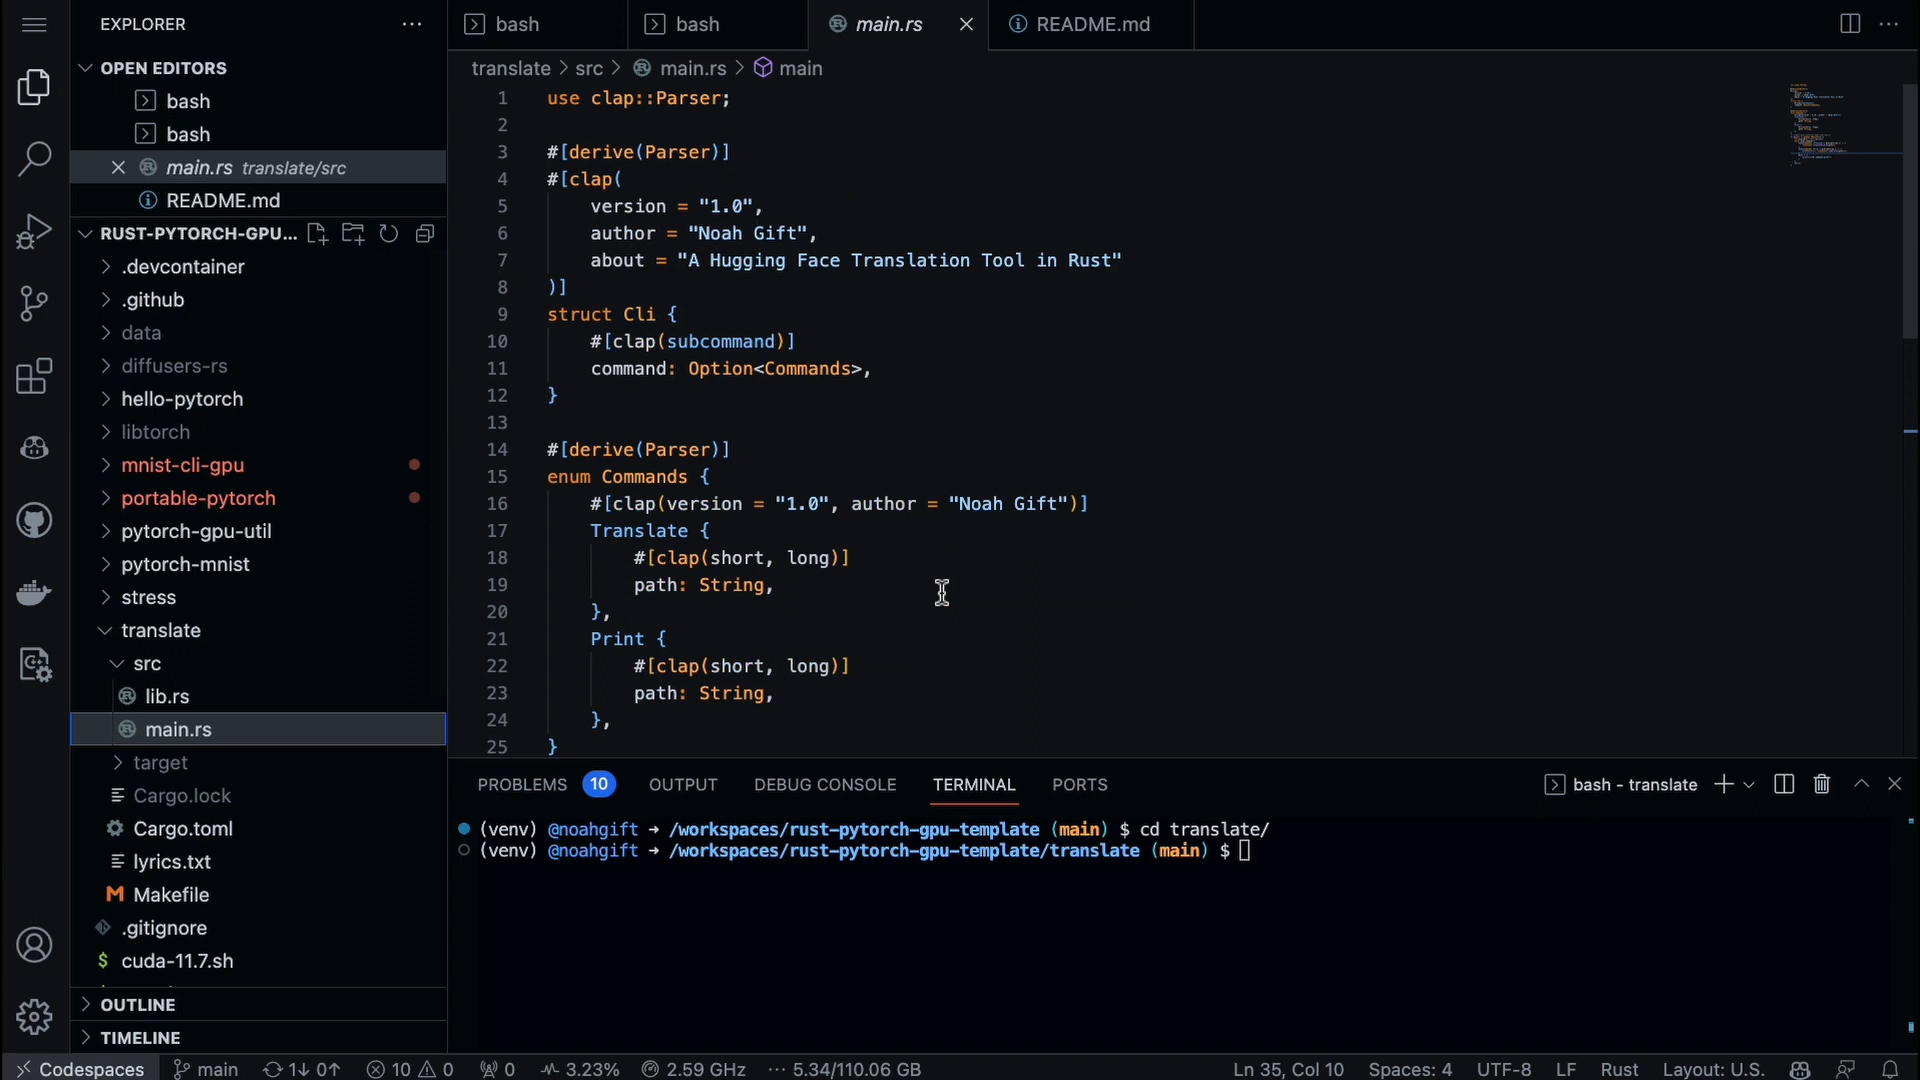 EXPLORER
bash
bash
main.rs
README.md
OPEN EDITORS
bash
bash
main.rs translate/src
README.md
RUST-PYTORCH-GPU...
.devcontainer
.github
data
diffusers-rs
hello-pytorch
libtorch
mnist-cli-gpu
portable-pytorch
pytorch-gpu-util
pytorch-mnist
stress
translate
src
lib.rs
main.rs
target
Cargo.lock
Cargo.toml
lyrics.txt
Makefile
.gitignore
cuda-11.7.sh
OUTLINE
TIMELINE
translate > src > main.rs > main
1 use clap::Parser;
2
3 #[derive(Parser)]
4 #[clap(
5 version = "1.0",
6 author = "Noah Gift",
7 about = "A Hugging Face Translation Tool in Rust"
8 )]
9 struct Cli {
10 #[clap(subcommand)]
11 command: Option<Commands>,
12 }
13
14 #[derive(Parser)]
15 enum Commands {
16 #[clap(version = "1.0", author = "Noah Gift")]
17 Translate {
18 #[clap(short, long)]
19 path: String,
20 },
21 Print {
22 #[clap(short, long)]
23 path: String,
24 },
25 }
PROBLEMS 10 OUTPUT DEBUG CONSOLE TERMINAL PORTS
bash - translate
(venv) @noahgift → /workspaces/rust-pytorch-gpu-template (main) $ cd translate/
(venv) @noahgift → /workspaces/rust-pytorch-gpu-template/translate (main) $
Codespaces main 1↓ 0↑ 10 0 0 3.23% 2.59 GHz 5.34/110.06 GB Ln 35, Col 10 Spaces: 4 UTF-8 LF Rust Layout: U.S.